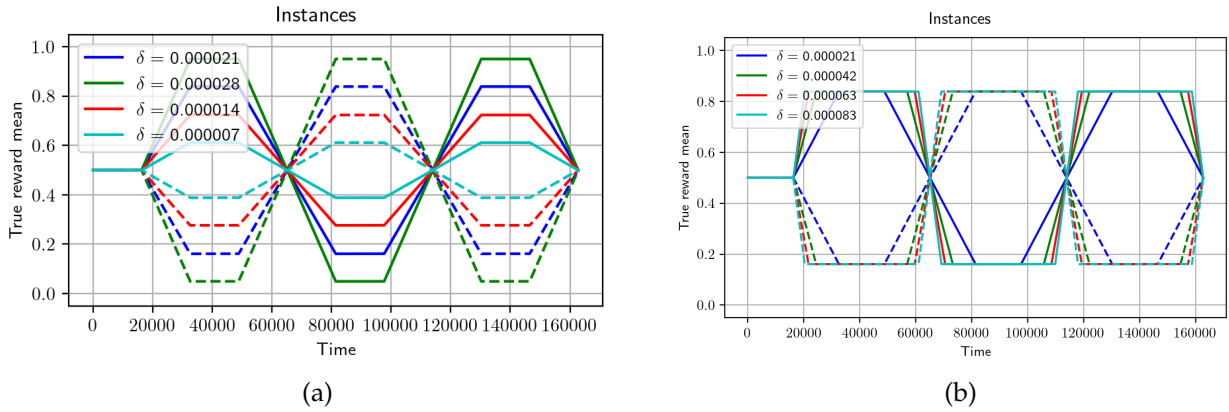 Instances
True reward mean
1.0
0.8
0.6
0.4
0.2
0.0
δ = 0.000021
δ = 0.000028
δ = 0.000014
δ = 0.000007
0 20000 40000 60000 80000 100000 120000 140000 160000
Time
(a)
Instances
True reward mean
1.0
0.8
0.6
0.4
0.2
0.0
δ = 0.000021
δ = 0.000042
δ = 0.000063
δ = 0.000083
0 20000 40000 60000 80000 100000 120000 140000 160000
Time
(b)